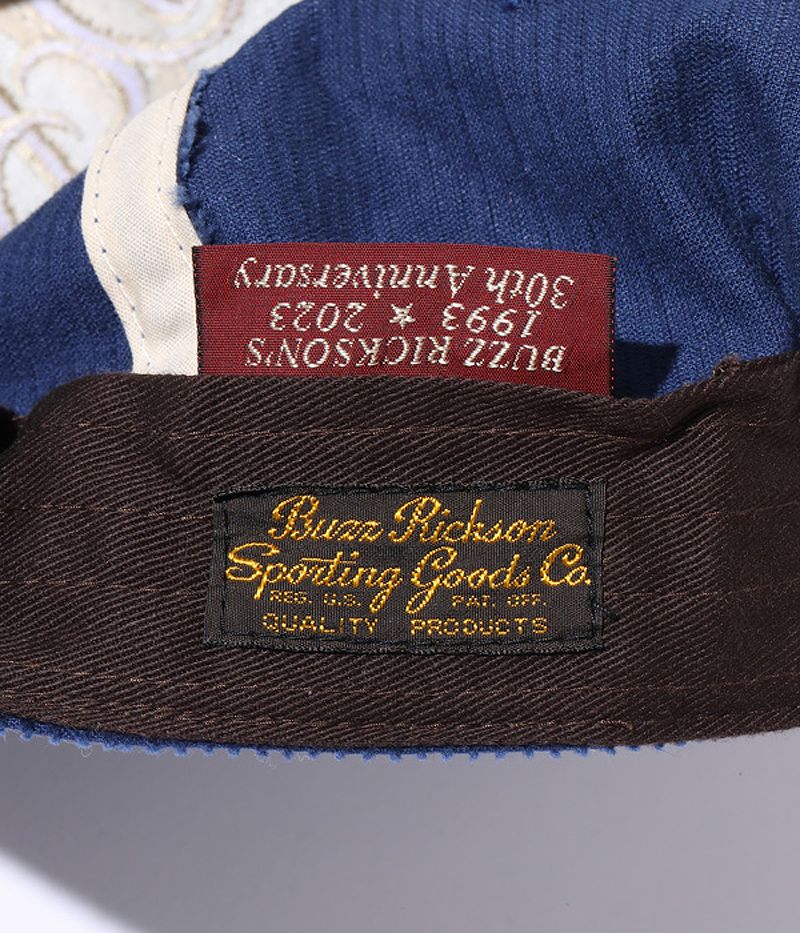 BUZZ RICKSON'S
1993 ★ 2023
30th Anniversary
Buzz Rickson
Sporting Goods Co.
REG. U.S. PAT. OFF.
QUALITY PRODUCTS